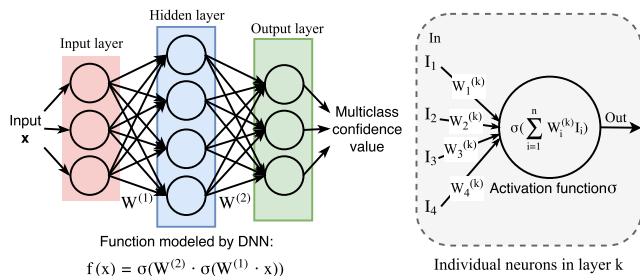 Hidden layer
Input layer
Output layer
Input
x
Multiclass
confidence
value
W⁽¹⁾
W⁽²⁾
Function modeled by DNN:
f (x) = σ(W⁽²⁾ · σ(W⁽¹⁾ · x))
In
I₁
W₁⁽ᵏ⁾
I₂
W₂⁽ᵏ⁾
I₃
W₃⁽ᵏ⁾
I₄
W₄⁽ᵏ⁾
σ(∑ⁿᵢ₌₁ Wᵢ⁽ᵏ⁾Iᵢ)
Out
Activation functionσ
Individual neurons in layer k